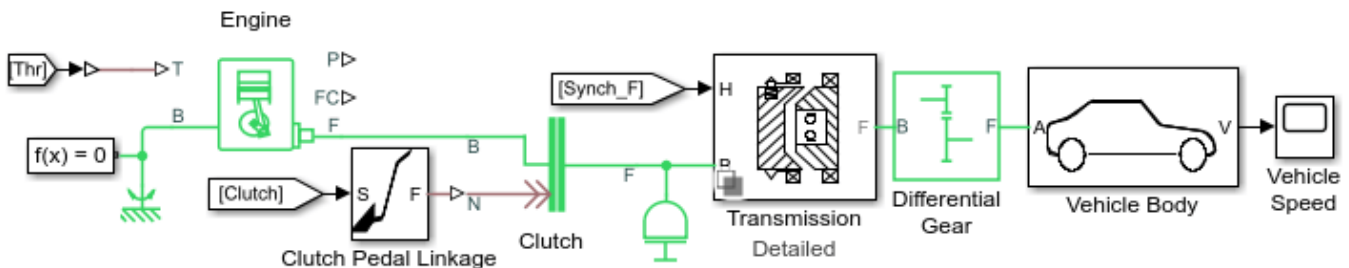 Engine
[Thr]
T
P
FC
B
F
f(x) = 0
B
[Clutch]
S
F
N
Clutch Pedal Linkage
Clutch
F
[Synch_F]
H
F
Transmission
Detailed
B
F
Differential
Gear
A
V
Vehicle Body
Vehicle
Speed